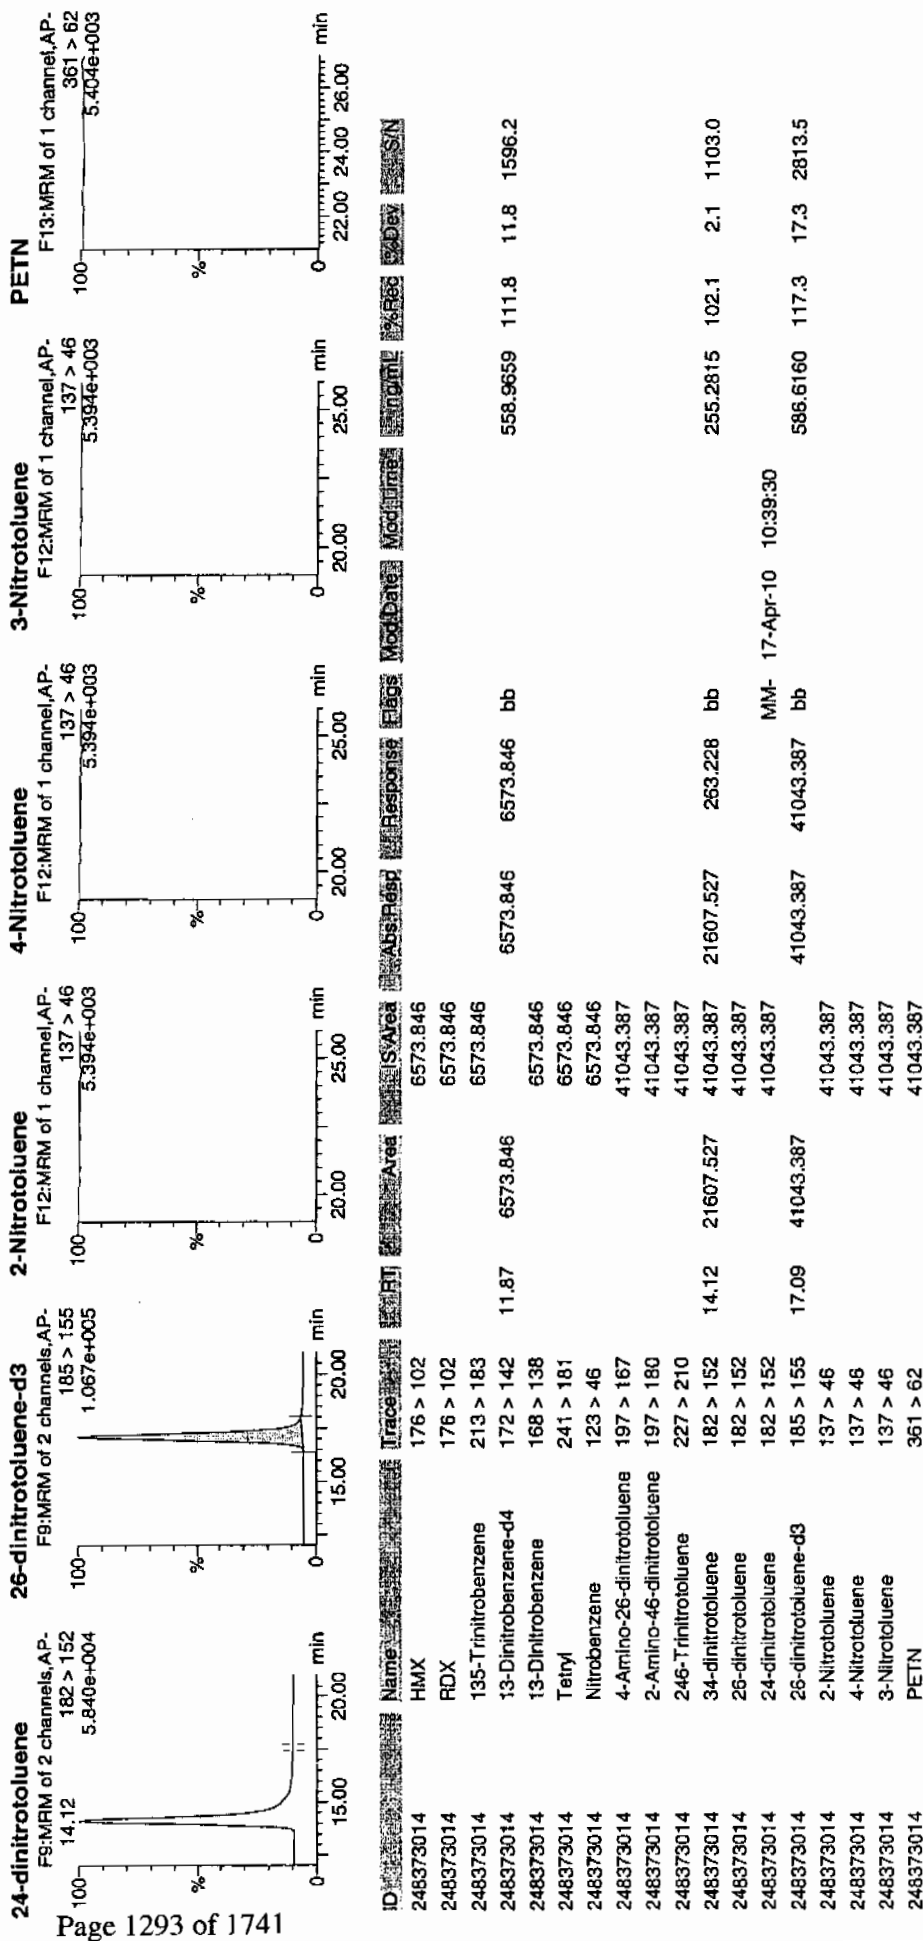 24-dinitrotoluene
F9:MRM of 2 channels,AP-
182 > 152
5.840e+004
14.12
100
%
0
15.00 20.00 min
26-dinitrotoluene-d3
F9:MRM of 2 channels,AP-
185 > 155
1.067e+005
100
%
0
15.00 20.00 min
2-Nitrotoluene
F12:MRM of 1 channel,AP-
137 > 46
5.394e+003
100
%
0
20.00 25.00 min
4-Nitrotoluene
F12:MRM of 1 channel,AP-
137 > 46
5.394e+003
100
%
0
20.00 25.00 min
3-Nitrotoluene
F12:MRM of 1 channel,AP-
137 > 46
5.394e+003
100
%
0
20.00 25.00 min
PETN
F13:MRM of 1 channel,AP-
361 > 62
5.404e+003
100
%
0
22.00 24.00 26.00 min
ID Name Trace RT Area IS Area Abs.Resp Response Flags Mod.Date Mod.Time ng/mL %Rec %Dev S/N
248373014 HMX 176 > 102 6573.846
248373014 RDX 176 > 102 6573.846
248373014 135-Trinitrobenzene 213 > 183 6573.846
248373014 13-Dinitrobenzene-d4 172 > 142 11.87 6573.846 6573.846 6573.846 bb 558.9659 111.8 11.8 1596.2
248373014 13-Dinitrobenzene 168 > 138 6573.846
248373014 Tetryl 241 > 181 6573.846
248373014 Nitrobenzene 123 > 46 6573.846
248373014 4-Amino-26-dinitrotoluene 197 > 167 41043.387
248373014 2-Amino-46-dinitrotoluene 197 > 180 41043.387
248373014 246-Trinitrotoluene 227 > 210 41043.387
248373014 34-dinitrotoluene 182 > 152 14.12 21607.527 41043.387 21607.527 263.228 bb 255.2815 102.1 2.1 1103.0
248373014 26-dinitrotoluene 182 > 152 41043.387
248373014 24-dinitrotoluene 182 > 152 41043.387 MM- 17-Apr-10 10:39:30
248373014 26-dinitrotoluene-d3 185 > 155 17.09 41043.387 41043.387 41043.387 bb 586.6160 117.3 17.3 2813.5
248373014 2-Nitrotoluene 137 > 46 41043.387
248373014 4-Nitrotoluene 137 > 46 41043.387
248373014 3-Nitrotoluene 137 > 46 41043.387
248373014 PETN 361 > 62 41043.387
Page 1293 of 1741